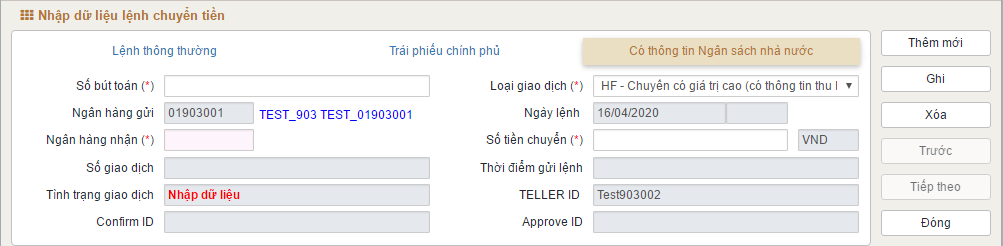 Nhập dữ liệu lệnh chuyển tiền
Lệnh thông thường Trái phiếu chính phủ Có thông tin Ngân sách nhà nước
Số bút toán (*) Loại giao dịch (*) HF - Chuyển có giá trị cao (có thông tin thu l
Ngân hàng gửi 01903001 TEST_903 TEST_01903001 Ngày lệnh 16/04/2020
Ngân hàng nhận (*) Số tiền chuyển (*) VND
Số giao dịch Thời điểm gửi lệnh
Tình trạng giao dịch Nhập dữ liệu TELLER ID Test903002
Confirm ID Approve ID
Thêm mới
Ghi
Xóa
Trước
Tiếp theo
Đóng